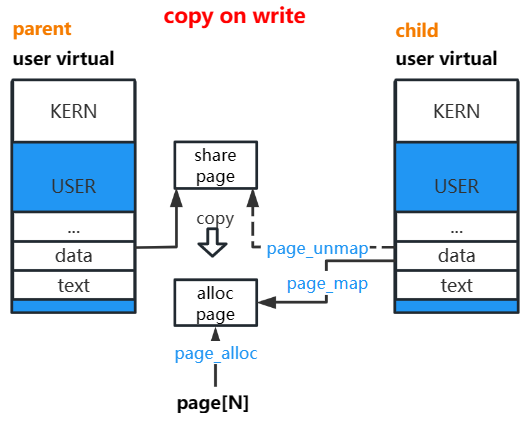 copy on write
parent
child
user virtual
user virtual
KERN
KERN
share
page
USER
USER
...
copy
...
page_unmap
data
data
text
alloc
page
page_map
text
page_alloc
page[N]